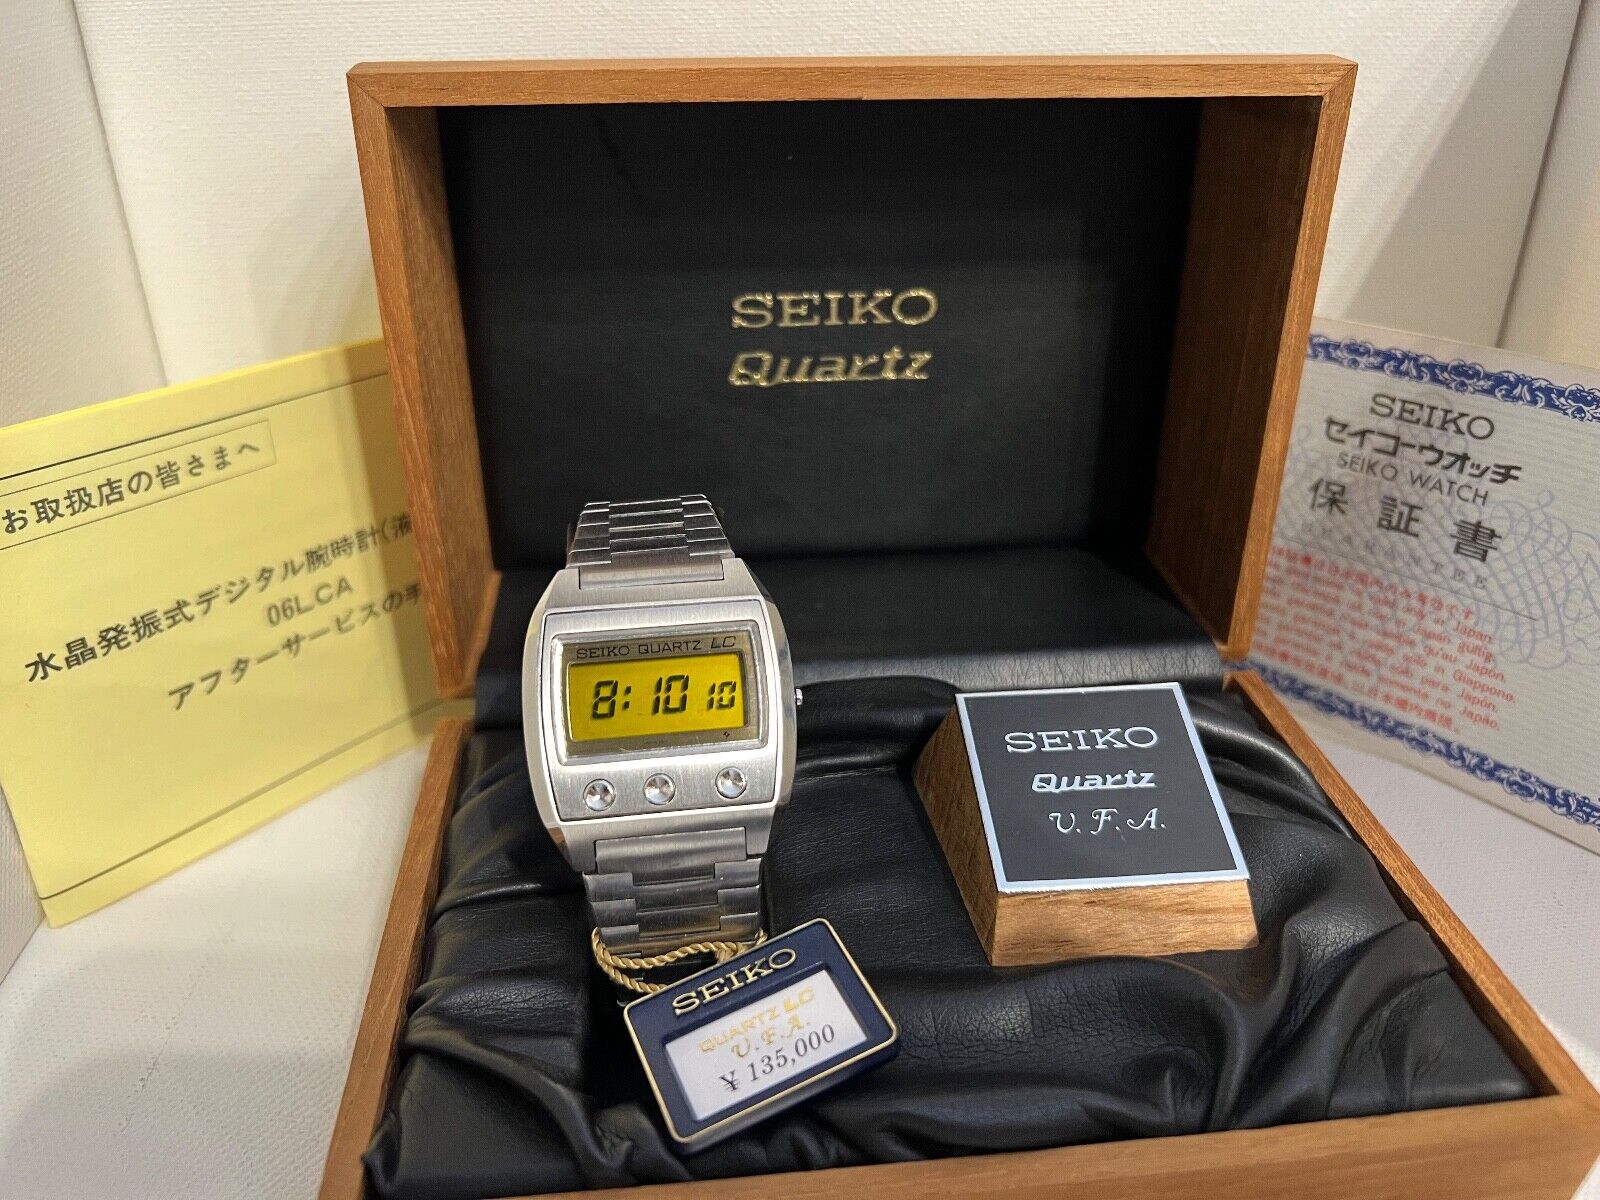 SEIKO
Quartz
お取扱店の皆さまへ
水晶発振式デジタル腕時計(液
06LCA
アフターサービスの手
SEIKO QUARTZ LC
8:10 10
SEIKO
Quartz
U.F.A.
SEIKO
QUARTZ LC
U.F.A.
¥135,000
SEIKO
セイコーウオッチ
SEIKO WATCH
保証書
GUARANTEE